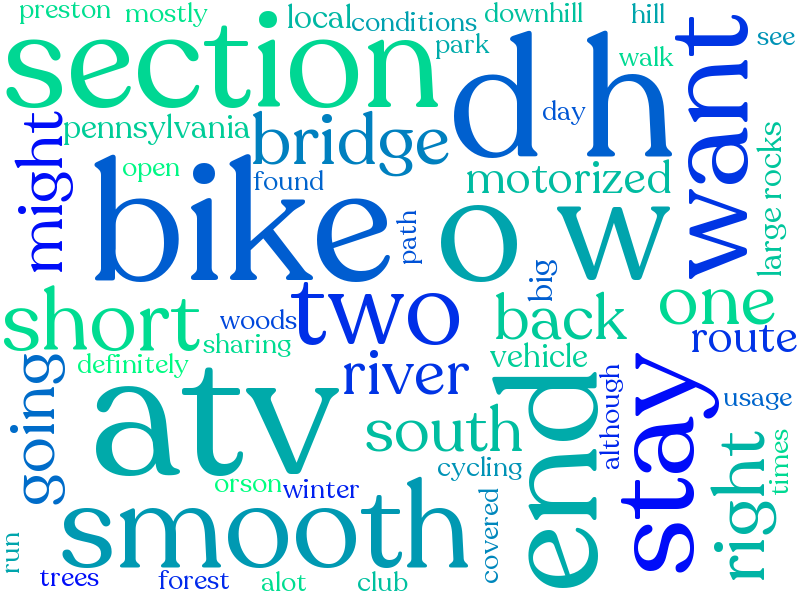 preston
mostly
local
conditions
downhill
hill
see
section
park
walk
want
d h
day
might
pennsylvania
bridge
large rocks
open
found
motorized
bike
path
o w
big
short
woods
two
back
one
route
sharing
definitely
river
vehicle
going
atv
end
although
stay
usage
south
cycling
right
times
orson
winter
covered
smooth
run
trees
forest
alot
club